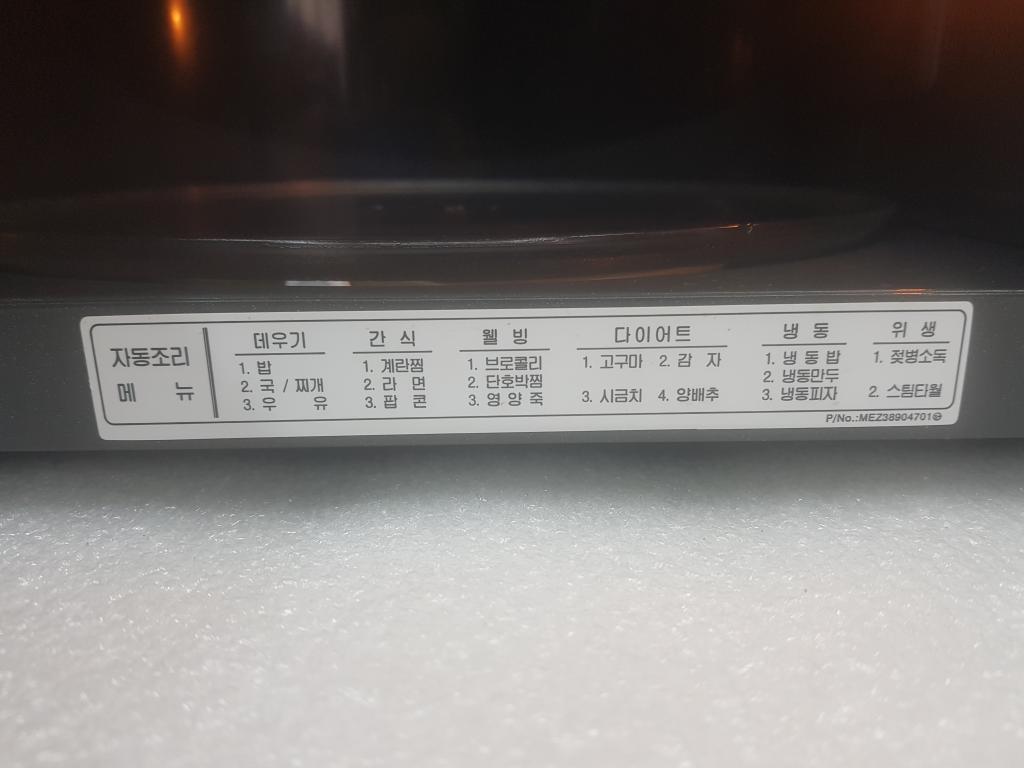 자동조리
메 뉴
데우기
1. 밥
2. 국 / 찌개
3. 우 유
간 식
1. 계란찜
2. 라 면
3. 팝 콘
웰 빙
1. 브로콜리
2. 단호박찜
3. 영 양 죽
다이어트
1. 고구마 2. 감 자
3. 시금치 4. 양배추
냉 동
1. 냉 동 밥
2. 냉동만두
3. 냉동피자
위 생
1. 젖병소독
2. 스팀타월
P/No.:MEZ38904701